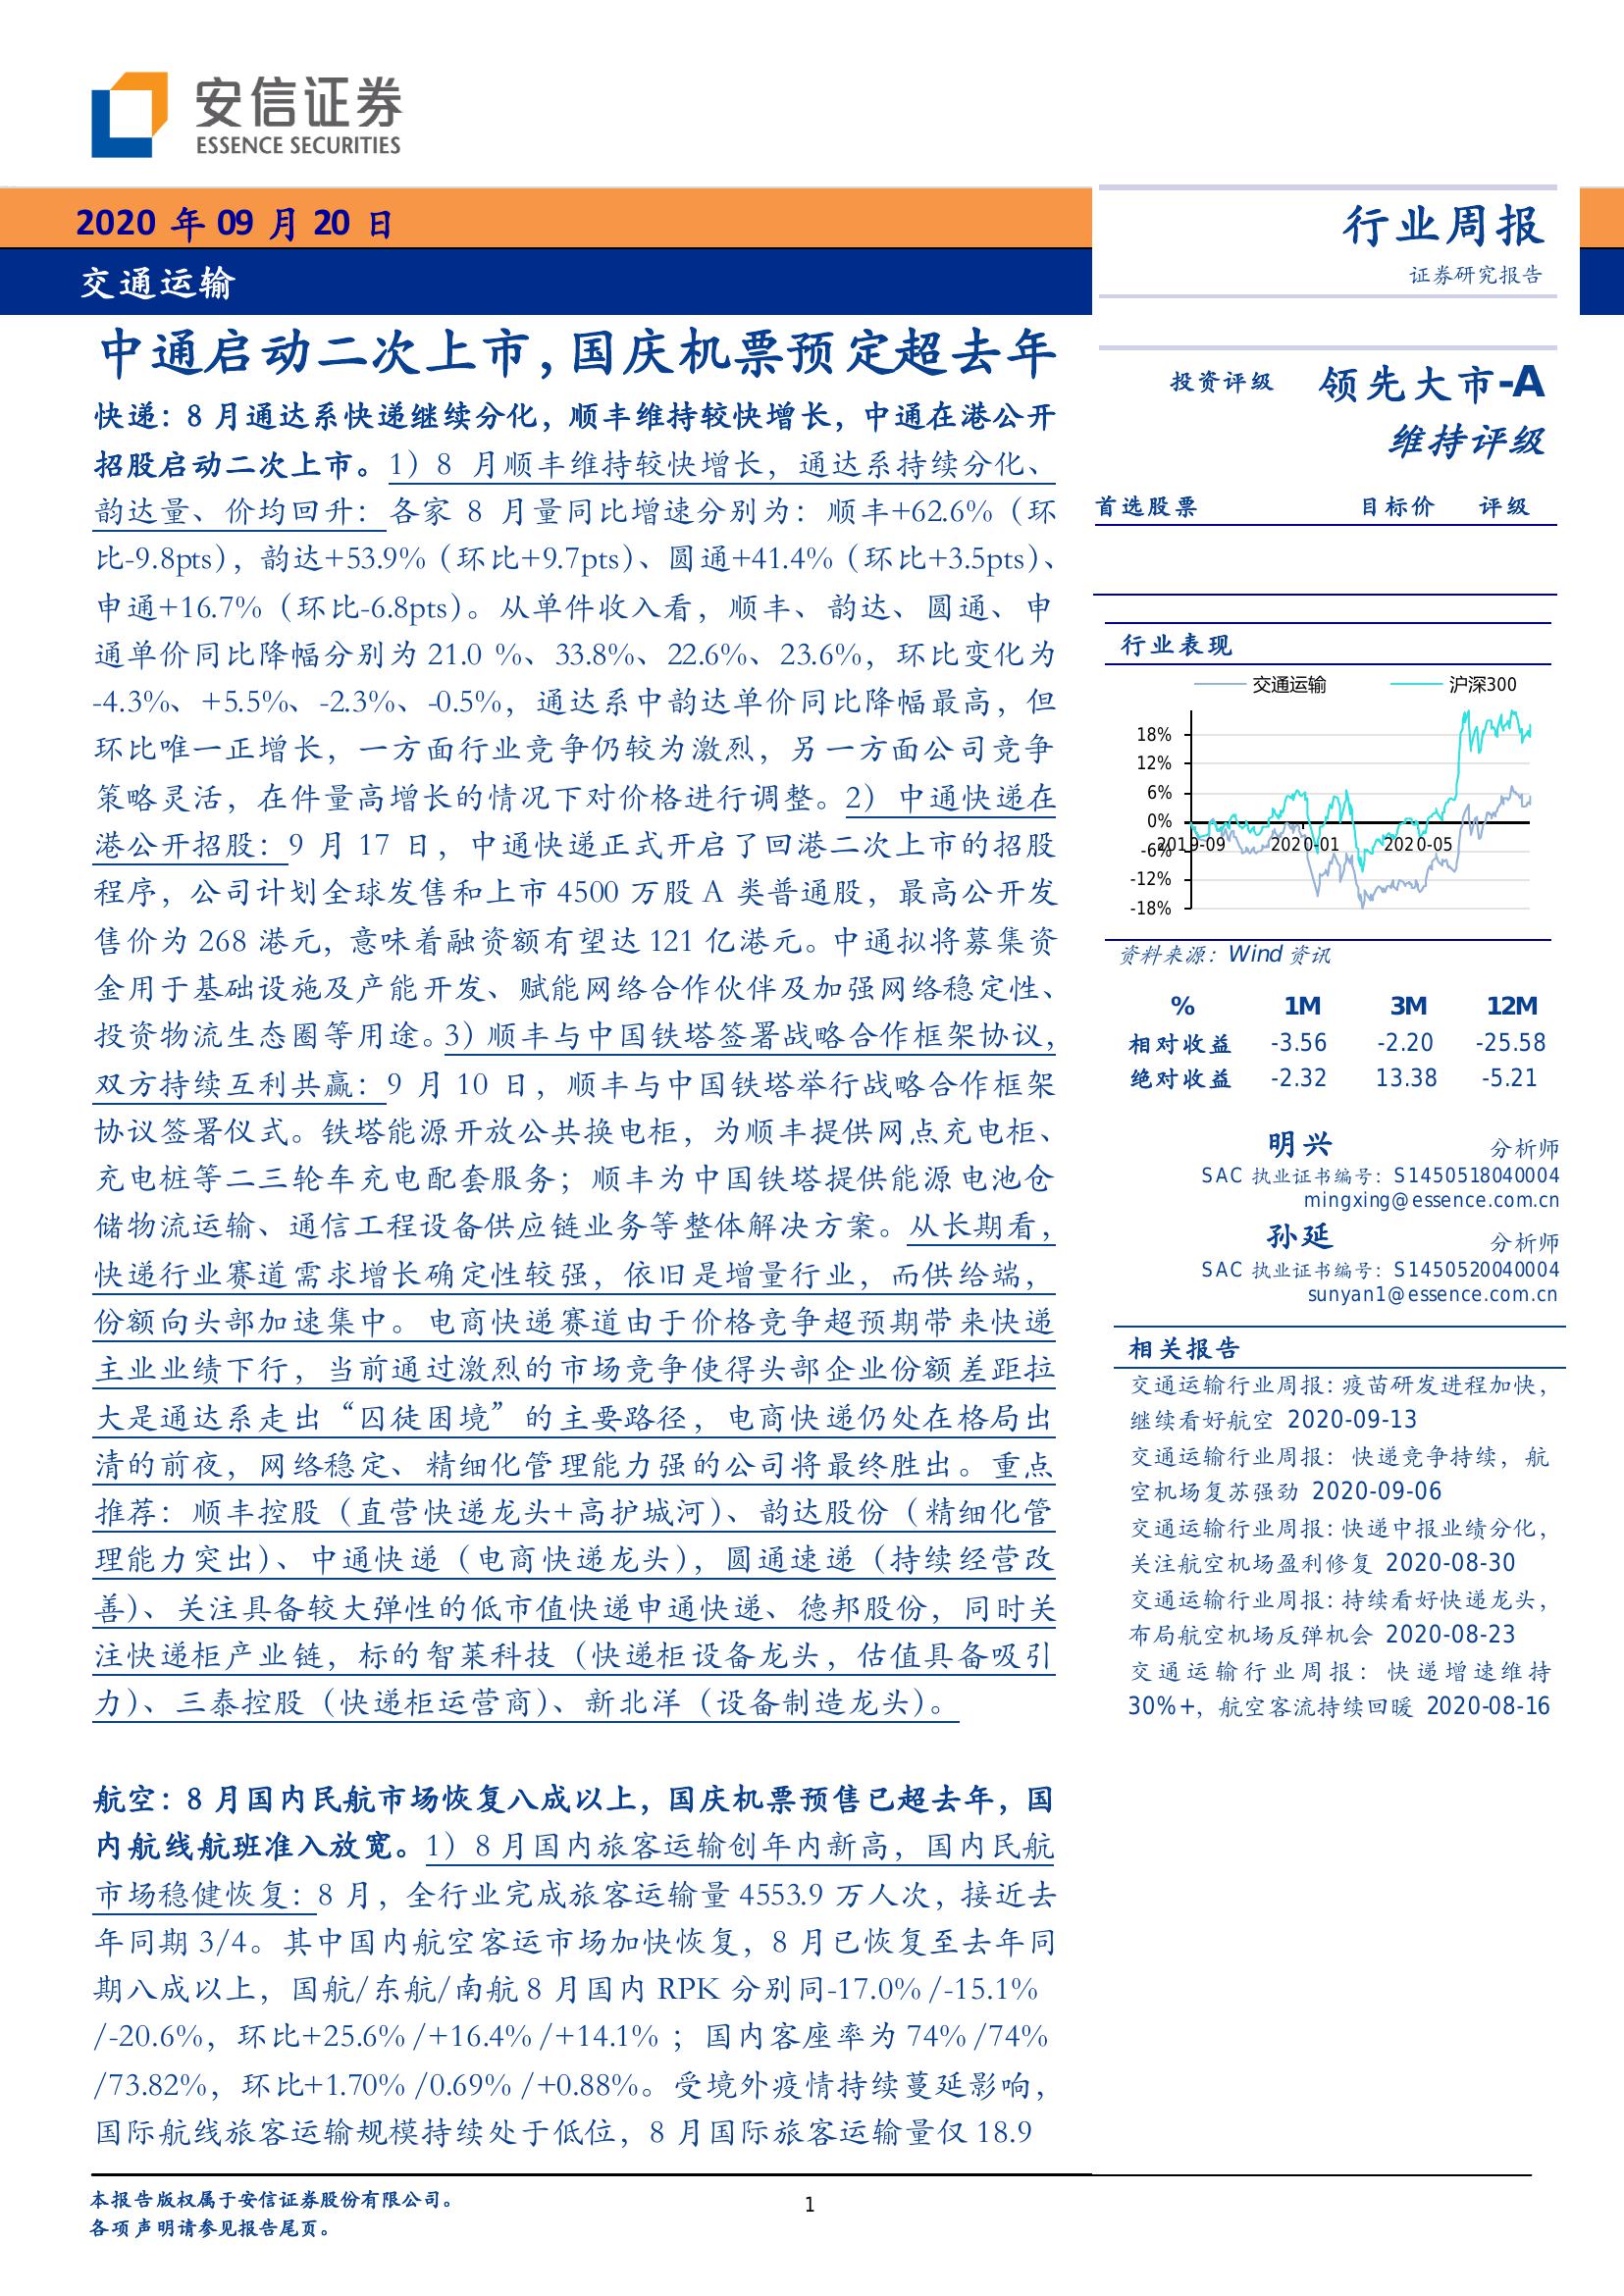 安信证券
ESSENCE SECURITIES
2020 年 09 月 20 日
交通运输
行业周报
证券研究报告
中通启动二次上市，国庆机票预定超去年
快递：8 月通达系快递继续分化，顺丰维持较快增长，中通在港公开
招股启动二次上市。1）8 月顺丰维持较快增长，通达系持续分化、
韵达量、价均回升：各家 8 月量同比增速分别为：顺丰+62.6%（环
比-9.8pts），韵达+53.9%（环比+9.7pts）、圆通+41.4%（环比+3.5pts）、
申通+16.7%（环比-6.8pts）。从单件收入看，顺丰、韵达、圆通、申
通单价同比降幅分别为 21.0 %、33.8%、22.6%、23.6%，环比变化为
-4.3%、+5.5%、-2.3%、-0.5%，通达系中韵达单价同比降幅最高，但
环比唯一正增长，一方面行业竞争仍较为激烈，另一方面公司竞争
策略灵活，在件量高增长的情况下对价格进行调整。2）中通快递在
港公开招股：9 月 17 日，中通快递正式开启了回港二次上市的招股
程序，公司计划全球发售和上市 4500 万股 A 类普通股，最高公开发
售价为 268 港元，意味着融资额有望达 121 亿港元。中通拟将募集资
金用于基础设施及产能开发、赋能网络合作伙伴及加强网络稳定性、
投资物流生态圈等用途。3）顺丰与中国铁塔签署战略合作框架协议，
双方持续互利共赢：9 月 10 日，顺丰与中国铁塔举行战略合作框架
协议签署仪式。铁塔能源开放公共换电柜，为顺丰提供网点充电柜、
充电桩等二三轮车充电配套服务；顺丰为中国铁塔提供能源电池仓
储物流运输、通信工程设备供应链业务等整体解决方案。从长期看，
快递行业赛道需求增长确定性较强，依旧是增量行业，而供给端，
份额向头部加速集中。电商快递赛道由于价格竞争超预期带来快递
主业业绩下行，当前通过激烈的市场竞争使得头部企业份额差距拉
大是通达系走出“囚徒困境”的主要路径，电商快递仍处在格局出
清的前夜，网络稳定、精细化管理能力强的公司将最终胜出。重点
推荐：顺丰控股（直营快递龙头+高护城河）、韵达股份（精细化管
理能力突出）、中通快递（电商快递龙头），圆通速递（持续经营改
善）、关注具备较大弹性的低市值快递申通快递、德邦股份，同时关
注快递柜产业链，标的智莱科技（快递柜设备龙头，估值具备吸引
力）、三泰控股（快递柜运营商）、新北洋（设备制造龙头）。
航空：8 月国内民航市场恢复八成以上，国庆机票预售已超去年，国
内航线航班准入放宽。1）8 月国内旅客运输创年内新高，国内民航
市场稳健恢复：8 月，全行业完成旅客运输量 4553.9 万人次，接近去
年同期 3/4。其中国内航空客运市场加快恢复，8 月已恢复至去年同
期八成以上，国航/东航/南航 8 月国内 RPK 分别同-17.0% /-15.1%
/-20.6%，环比+25.6% /+16.4% /+14.1% ；国内客座率为 74% /74%
/73.82%，环比+1.70% /0.69% /+0.88%。受境外疫情持续蔓延影响，
国际航线旅客运输规模持续处于低位，8 月国际旅客运输量仅 18.9
投资评级 领先大市-A
维持评级
首选股票 目标价 评级
行业表现
交通运输 沪深300
18%
12%
6%
0%
-6%
-12%
-18%
2019-09 2020-01 2020-05
资料来源：Wind 资讯
% 1M 3M 12M
相对收益 -3.56 -2.20 -25.58
绝对收益 -2.32 13.38 -5.21
明兴 分析师
SAC 执业证书编号：S1450518040004
mingxing@essence.com.cn
孙延 分析师
SAC 执业证书编号：S1450520040004
sunyan1@essence.com.cn
相关报告
交通运输行业周报：疫苗研发进程加快，
继续看好航空 2020-09-13
交通运输行业周报：快递竞争持续，航
空机场复苏强劲 2020-09-06
交通运输行业周报：快递中报业绩分化，
关注航空机场盈利修复 2020-08-30
交通运输行业周报：持续看好快递龙头，
布局航空机场反弹机会 2020-08-23
交通运输行业周报：快递增速维持
30%+，航空客流持续回暖 2020-08-16
本报告版权属于安信证券股份有限公司。
各项声明请参见报告尾页。
1